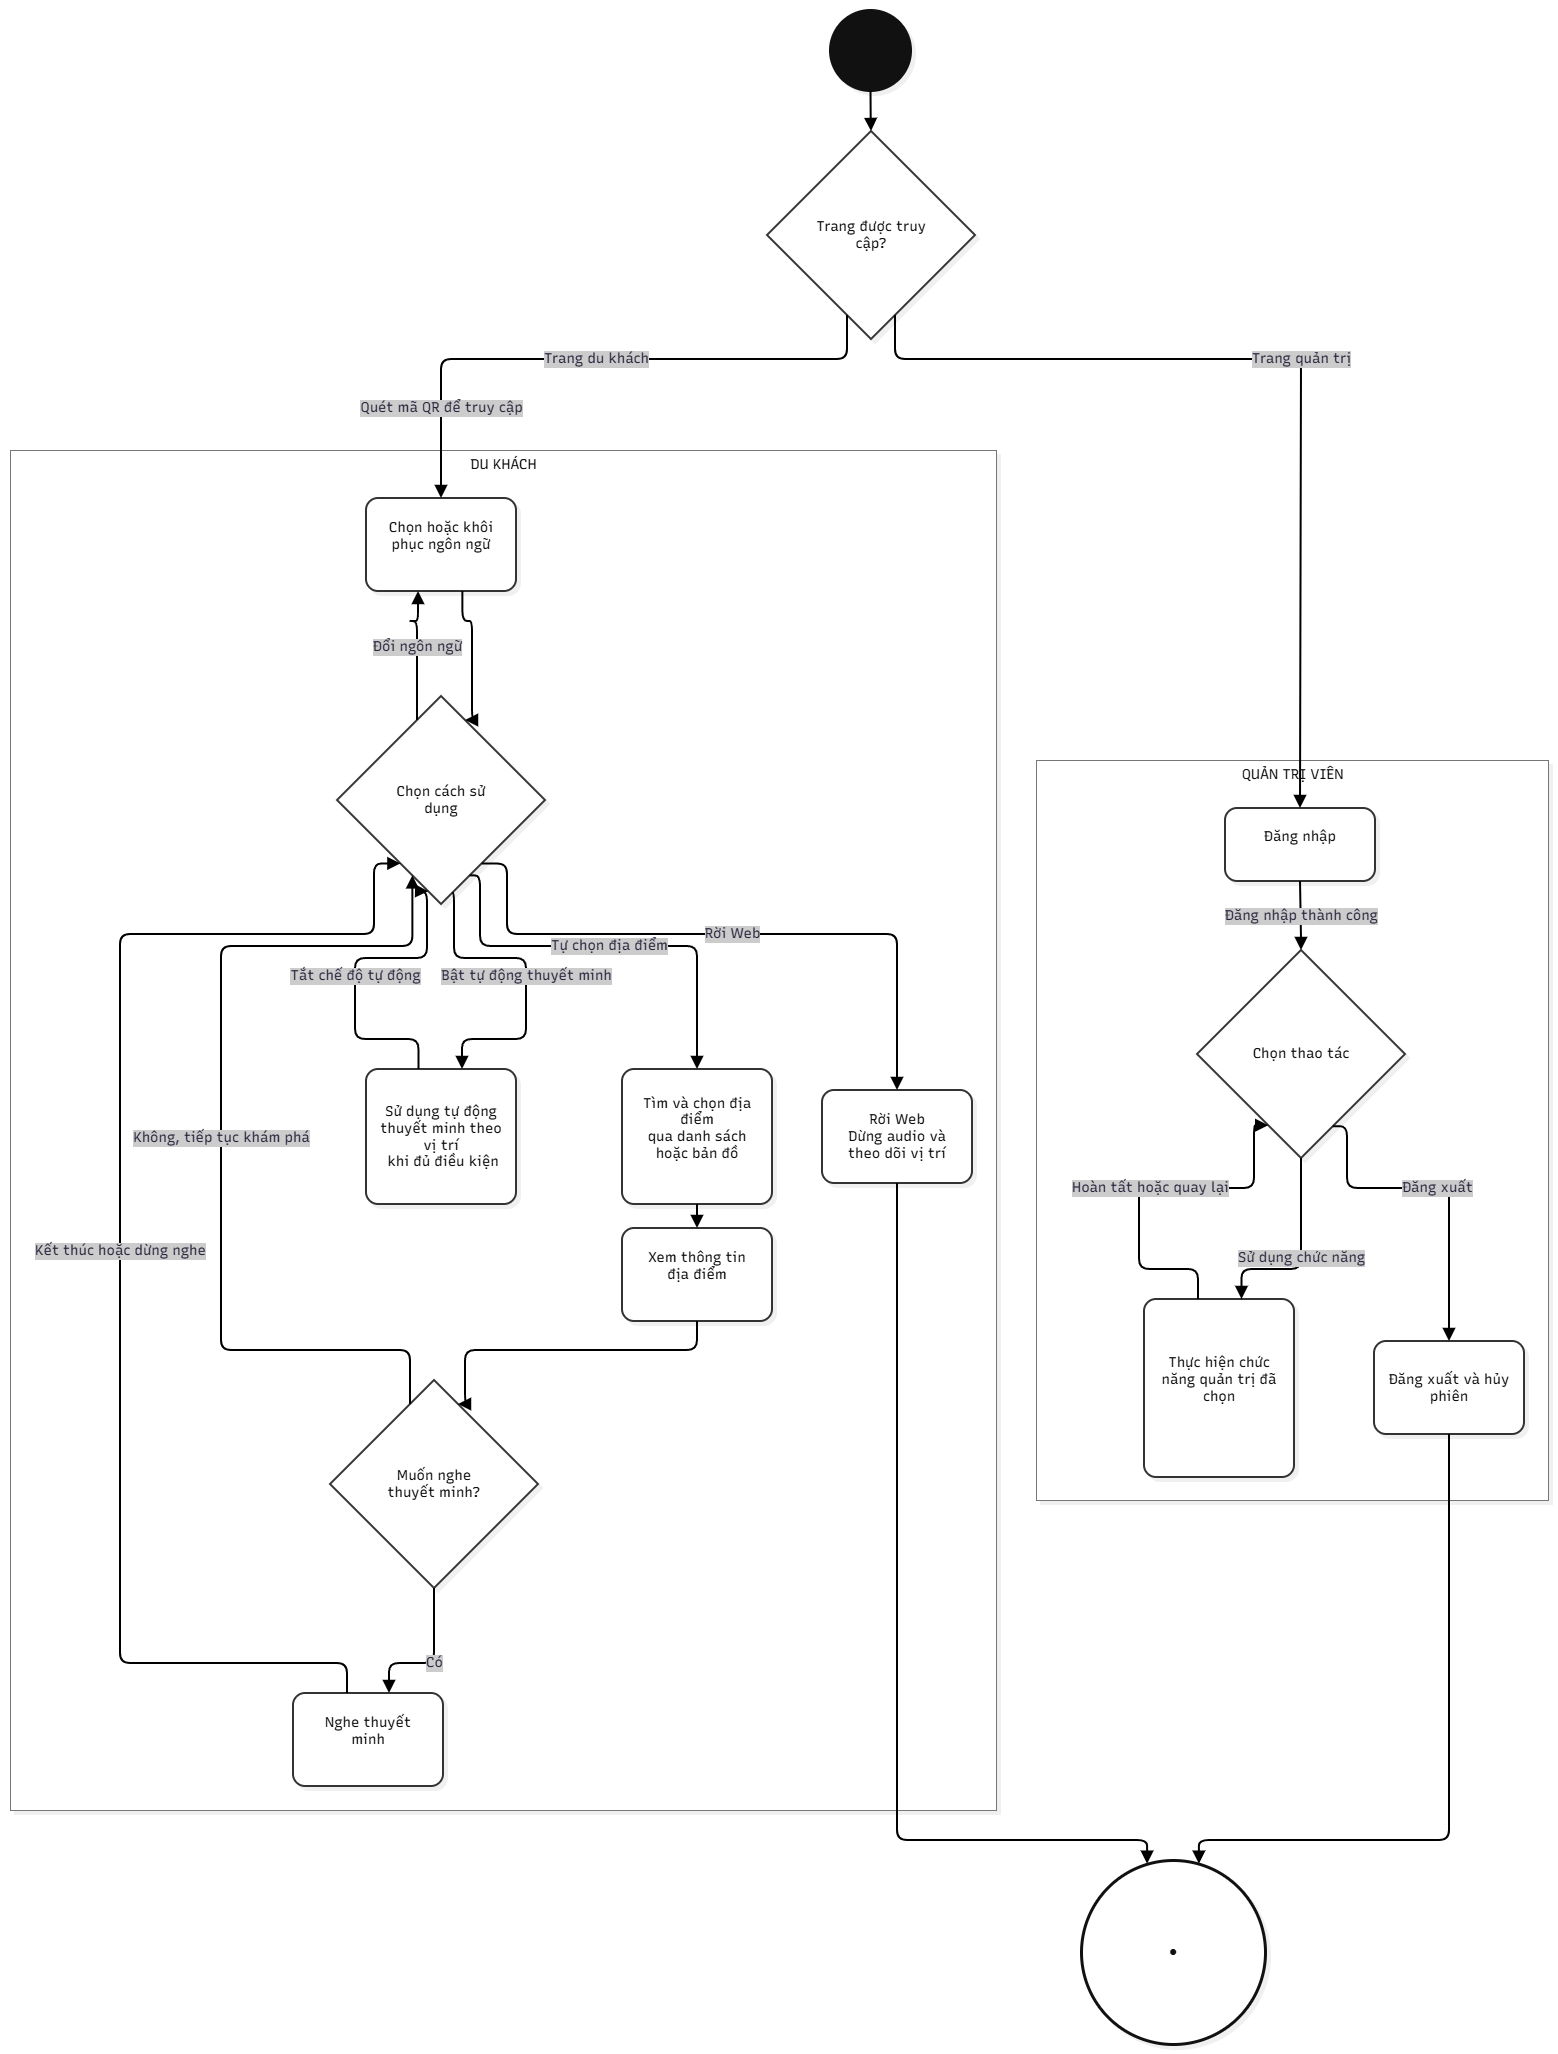 Trang được truy
cập?
Trang du khách
Trang quản trị
Quét mã QR để truy cập
DU KHÁCH
Chọn hoặc khôi
phục ngôn ngữ
Đổi ngôn ngữ
Chọn cách sử
dụng
QUẢN TRỊ VIÊN
Đăng nhập
Đăng nhập thành công
Rời Web
Tự chọn địa điểm
Tắt chế độ tự động
Bật tự động thuyết minh
Chọn thao tác
Sử dụng tự động
thuyết minh theo
vị trí
khi đủ điều kiện
Tìm và chọn địa
điểm
qua danh sách
hoặc bản đồ
Rời Web
Dừng audio và
theo dõi vị trí
Không, tiếp tục khám phá
Hoàn tất hoặc quay lại
Đăng xuất
Kết thúc hoặc dừng nghe
Xem thông tin
địa điểm
Sử dụng chức năng
Thực hiện chức
năng quản trị đã
chọn
Đăng xuất và hủy
phiên
Muốn nghe
thuyết minh?
Có
Nghe thuyết
minh